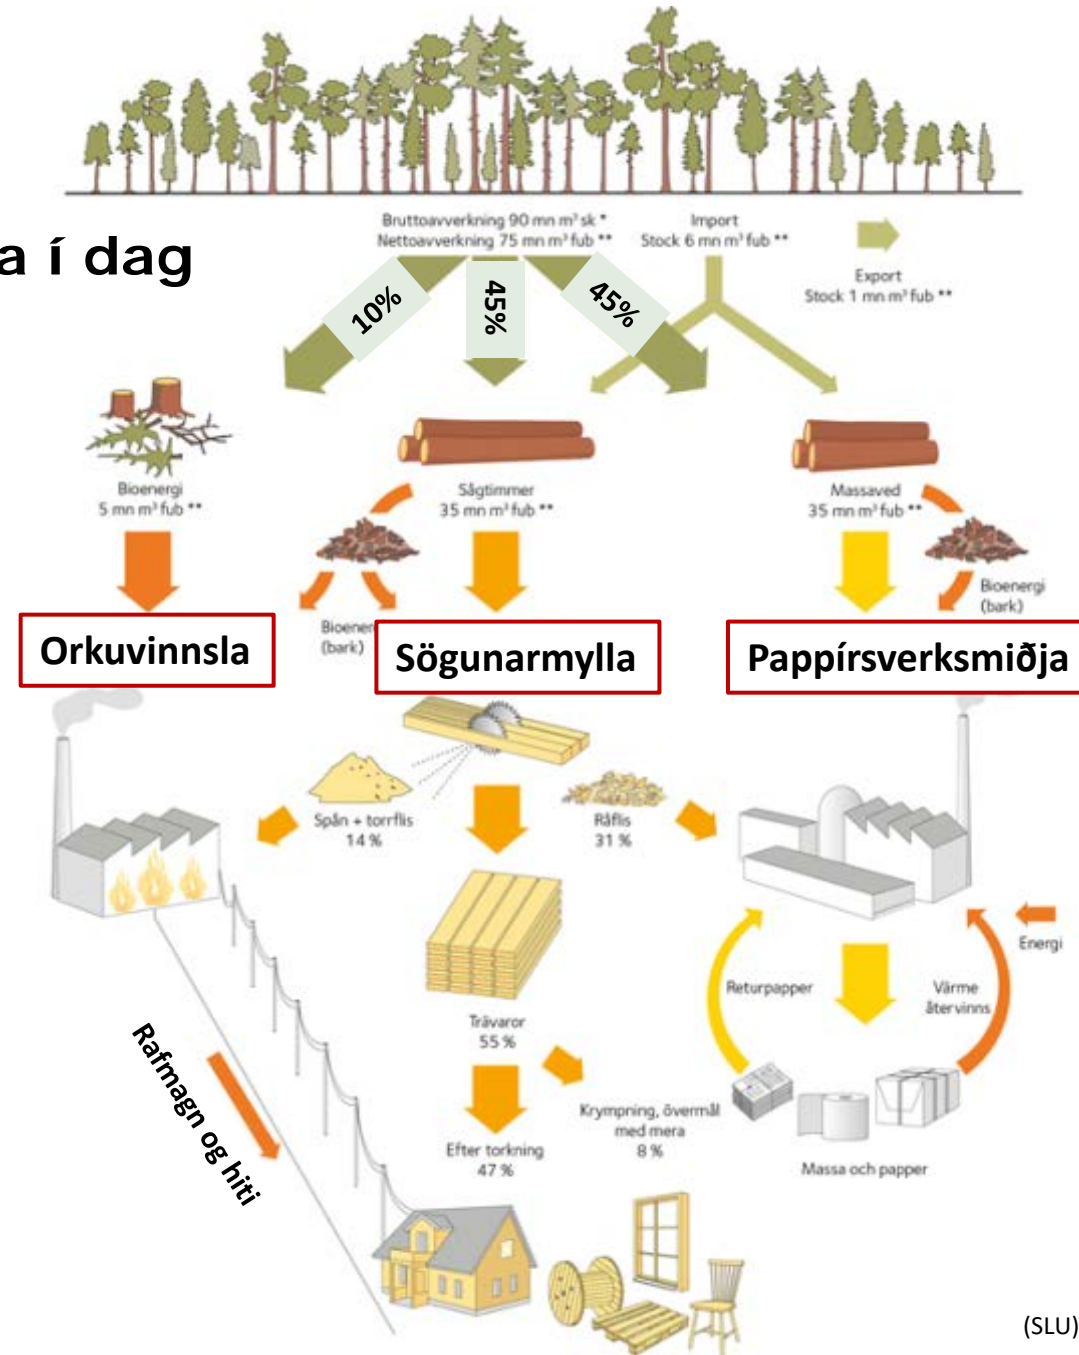 a í dag
Bruttoavverkning 90 mn m³ sk *
Nettoavverkning 75 mn m³ fub **
Import
Stock 6 mn m³ fub **
Export
Stock 1 mn m³ fub **
10%
45%
45%
Bioenergi
5 mn m³ fub **
Sågtimmer
35 mn m³ fub **
Massaved
35 mn m³ fub **
Bioenergi
(bark)
Bioener
(bark)
Orkuvinnsla
Sögunarmylla
Pappírsverksmiðja
Spån + torrflis
14 %
Råflis
31 %
Energi
Returpapper
Värme
återvinns
Trävaror
55 %
Rafmagn og hiti
Krympning, övermål
med mera
8 %
Efter torkning
47 %
Massa och papper
(SLU)